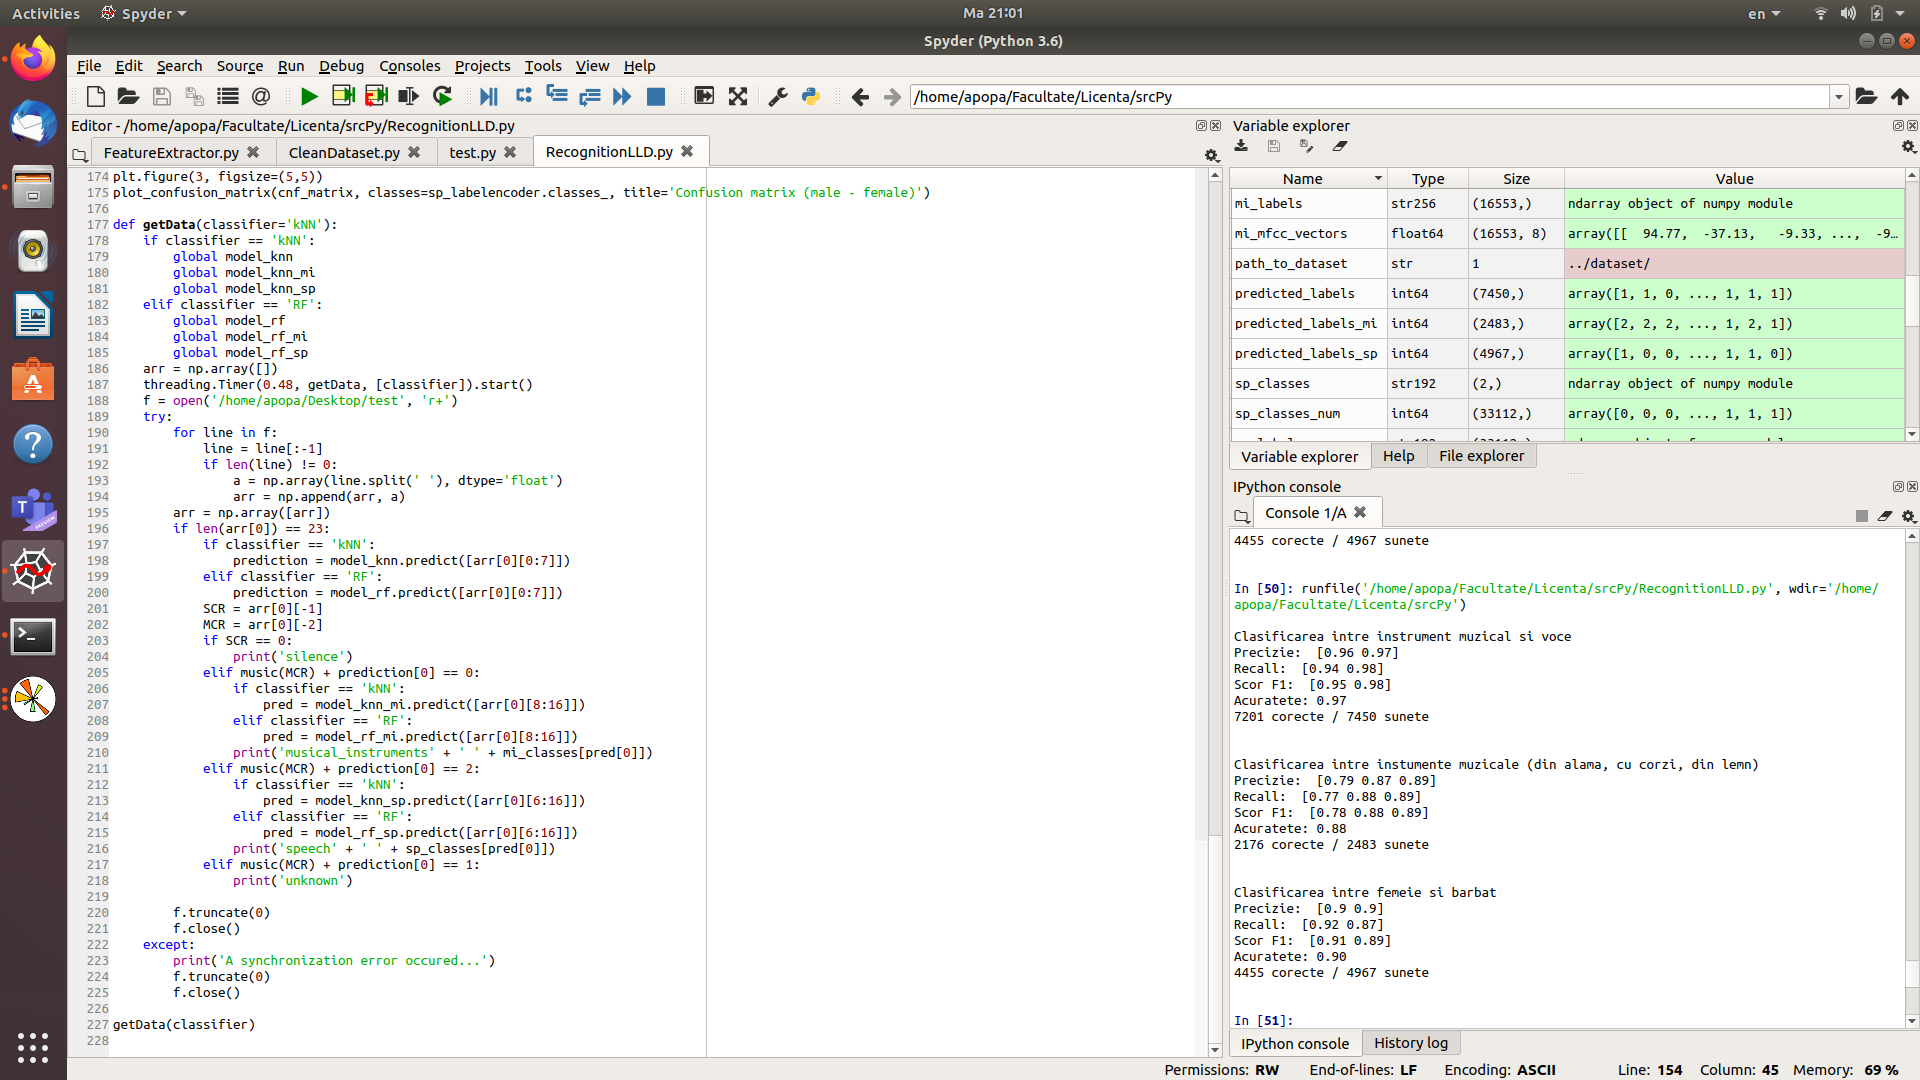 Activities
Spyder
Ma 21:01
en
Spyder (Python 3.6)
File Edit Search Source Run Debug Consoles Projects Tools View Help
/home/apopa/Facultate/Licenta/srcPy
Editor - /home/apopa/Facultate/Licenta/srcPy/RecognitionLLD.py
FeatureExtractor.py CleanDataset.py test.py RecognitionLLD.py
174 plt.figure(3, figsize=(5,5))
175 plot_confusion_matrix(cnf_matrix, classes=sp_labelencoder.classes_, title='Confusion matrix (male - female)')
176
177 def getData(classifier='kNN'):
178     if classifier == 'kNN':
179         global model_knn
180         global model_knn_mi
181         global model_knn_sp
182     elif classifier == 'RF':
183         global model_rf
184         global model_rf_mi
185         global model_rf_sp
186     arr = np.array([])
187     threading.Timer(0.48, getData, [classifier]).start()
188     f = open('/home/apopa/Desktop/test', 'r+')
189     try:
190         for line in f:
191             line = line[:-1]
192             if len(line) != 0:
193                 a = np.array(line.split(' '), dtype='float')
194                 arr = np.append(arr, a)
195         arr = np.array([arr])
196         if len(arr[0]) == 23:
197             if classifier == 'kNN':
198                 prediction = model_knn.predict([arr[0][0:7]])
199             elif classifier == 'RF':
200                 prediction = model_rf.predict([arr[0][0:7]])
201             SCR = arr[0][-1]
202             MCR = arr[0][-2]
203             if SCR == 0:
204                 print('silence')
205             elif music(MCR) + prediction[0] == 0:
206                 if classifier == 'kNN':
207                     pred = model_knn_mi.predict([arr[0][8:16]])
208                 elif classifier == 'RF':
209                     pred = model_rf_mi.predict([arr[0][8:16]])
210                 print('musical_instruments' + ' ' + mi_classes[pred[0]])
211             elif music(MCR) + prediction[0] == 2:
212                 if classifier == 'kNN':
213                     pred = model_knn_sp.predict([arr[0][6:16]])
214                 elif classifier == 'RF':
215                     pred = model_rf_sp.predict([arr[0][6:16]])
216                 print('speech' + ' ' + sp_classes[pred[0]])
217             elif music(MCR) + prediction[0] == 1:
218                 print('unknown')
219
220         f.truncate(0)
221         f.close()
222     except:
223         print('A synchronization error occured...')
224         f.truncate(0)
225         f.close()
226
227 getData(classifier)
228
Variable explorer
Name Type Size Value
mi_labels str256 (16553,) ndarray object of numpy module
mi_mfcc_vectors float64 (16553, 8) array([[ 94.77, -37.13, -9.33, ..., -9…
path_to_dataset str 1 ../dataset/
predicted_labels int64 (7450,) array([1, 1, 0, ..., 1, 1, 1])
predicted_labels_mi int64 (2483,) array([2, 2, 2, ..., 1, 2, 1])
predicted_labels_sp int64 (4967,) array([1, 0, 0, ..., 1, 1, 0])
sp_classes str192 (2,) ndarray object of numpy module
sp_classes_num int64 (33112,) array([0, 0, 0, ..., 1, 1, 1])
Variable explorer Help File explorer
IPython console
Console 1/A
4455 corecte / 4967 sunete
In [50]: runfile('/home/apopa/Facultate/Licenta/srcPy/RecognitionLLD.py', wdir='/home/
apopa/Facultate/Licenta/srcPy')
Clasificarea intre instrument muzical si voce
Precizie: [0.96 0.97]
Recall: [0.94 0.98]
Scor F1: [0.95 0.98]
Acuratete: 0.97
7201 corecte / 7450 sunete
Clasificarea intre instumente muzicale (din alama, cu corzi, din lemn)
Precizie: [0.79 0.87 0.89]
Recall: [0.77 0.88 0.89]
Scor F1: [0.78 0.88 0.89]
Acuratete: 0.88
2176 corecte / 2483 sunete
Clasificarea intre femeie si barbat
Precizie: [0.9 0.9]
Recall: [0.92 0.87]
Scor F1: [0.91 0.89]
Acuratete: 0.90
4455 corecte / 4967 sunete
In [51]:
IPython console History log
Permissions: RW End-of-lines: LF Encoding: ASCII Line: 154 Column: 45 Memory: 69 %